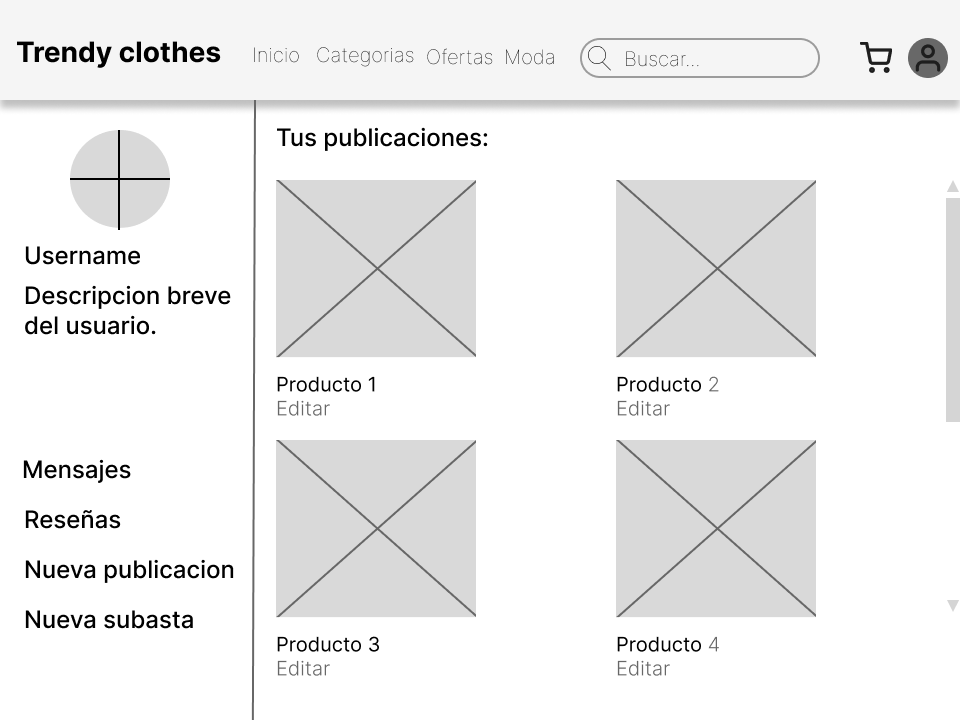 Trendy clothes
Inicio Categorias Ofertas Moda
Buscar...
Username
Descripcion breve
del usuario.
Mensajes
Reseñas
Nueva publicacion
Nueva subasta
Tus publicaciones:
Producto 1
Editar
Producto 2
Editar
Producto 3
Editar
Producto 4
Editar